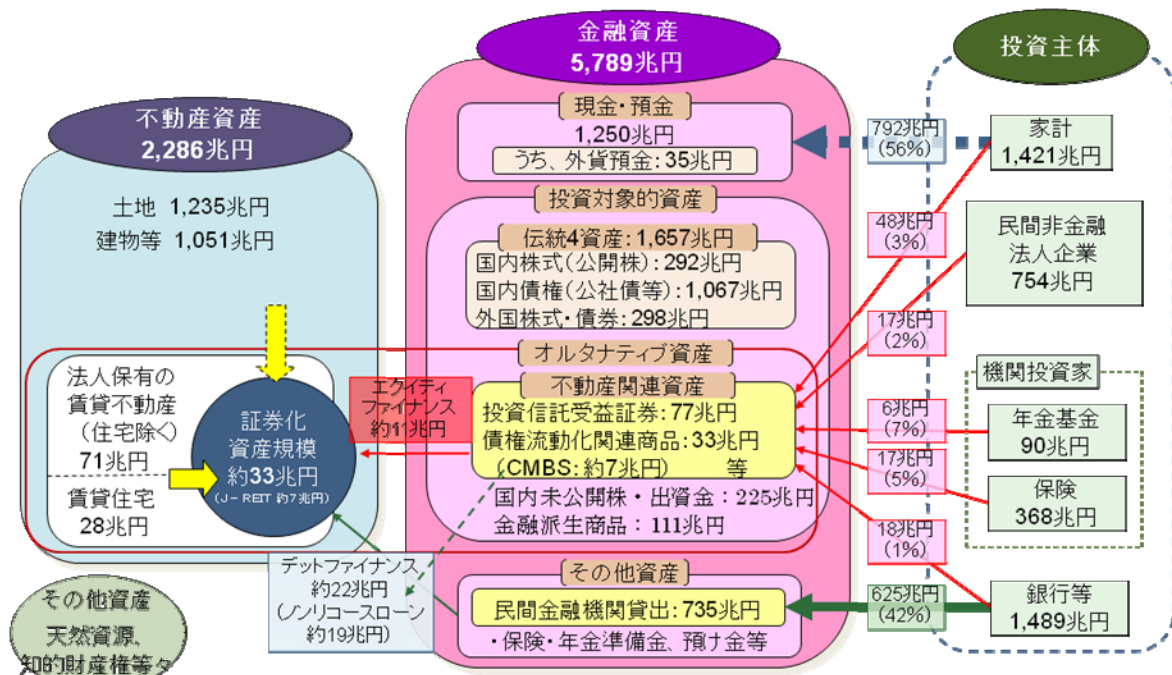 金融資産
5,789兆円
投資主体
不動産資産
2,286兆円
土地 1,235兆円
建物等 1,051兆円
現金・預金
1,250兆円
うち、外貨預金：35兆円
投資対象的資産
伝統4資産：1,657兆円
国内株式（公開株）：292兆円
国内債権（公社債等）：1,067兆円
外国株式・債券：298兆円
オルタナティブ資産
不動産関連資産
投資信託受益証券：77兆円
債権流動化関連商品：33兆円
（CMBS：約7兆円） 等
国内未公開株・出資金：225兆円
金融派生商品：111兆円
その他資産
民間金融機関貸出：735兆円
・保険・年金準備金、預け金等
法人保有の
賃貸不動産
（住宅除く）
71兆円
賃貸住宅
28兆円
証券化
資産規模
約33兆円
（J－REIT 約7兆円）
エクイティ
ファイナンス
約11兆円
デットファイナンス
約22兆円
（ノンリコースローン
約19兆円）
その他資産
天然資源、
知的財産権等々
792兆円
(56%)
48兆円
(3%)
17兆円
(2%)
6兆円
(7%)
17兆円
(5%)
18兆円
(1%)
625兆円
(42%)
家計
1,421兆円
民間非金融
法人企業
754兆円
機関投資家
年金基金
90兆円
保険
368兆円
銀行等
1,489兆円